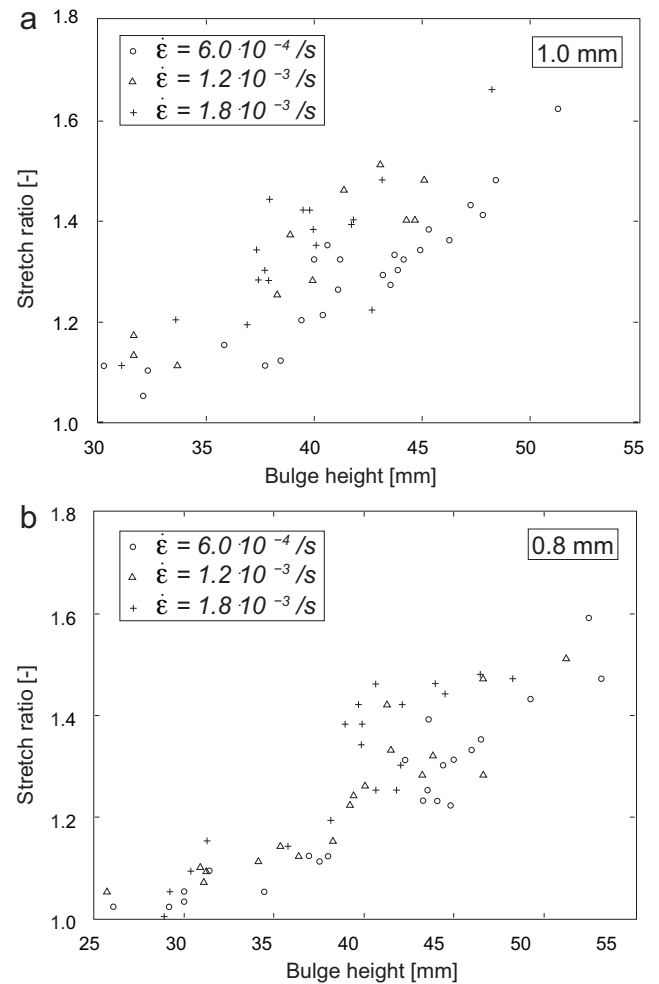 a
1.8
1.6
1.4
1.2
1.0
Stretch ratio [-]
○ ε̇ = 6.0·10 ⁻⁴ /s
△ ε̇ = 1.2·10 ⁻³ /s
+ ε̇ = 1.8·10 ⁻³ /s
1.0 mm
30 35 40 45 50 55
Bulge height [mm]
b
1.8
1.6
1.4
1.2
1.0
Stretch ratio [-]
○ ε̇ = 6.0·10 ⁻⁴ /s
△ ε̇ = 1.2·10 ⁻³ /s
+ ε̇ = 1.8·10 ⁻³ /s
0.8 mm
25 30 35 40 45 50 55
Bulge height [mm]